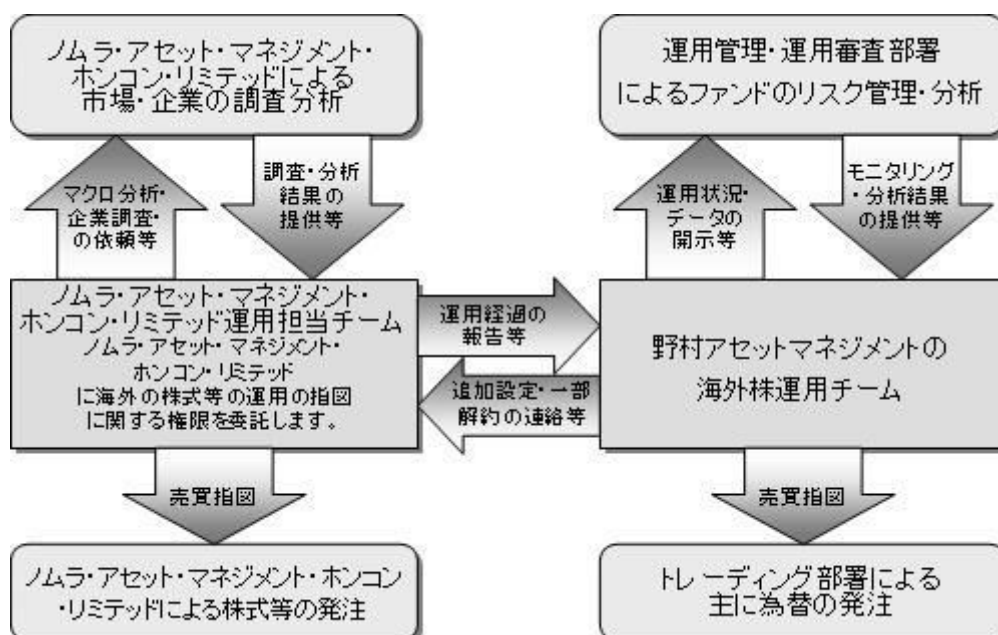 ノムラ・アセット・マネジメント・
ホンコン・リミテッドによる
市場・企業の調査分析
運用管理・運用審査部署
によるファンドのリスク管理・分析
マクロ分析・
企業調査・
の依頼等
調査・分析
結果の
提供等
運用状況・
データの
開示等
モニタリング
・分析結果
の提供等
ノムラ・アセット・マネジメント・
ホンコン・リミテッド運用担当チーム
ノムラ・アセット・マネジメント・
ホンコン・リミテッド
に海外の株式等の運用の指図
に関する権限を委託します。
運用経過の
報告等
追加設定・一部
解約の連絡等
野村アセットマネジメントの
海外株運用チーム
売買指図
売買指図
ノムラ・アセット・マネジメント・ホンコン
・リミテッドによる株式等の発注
トレーディング部署による
主に為替の発注